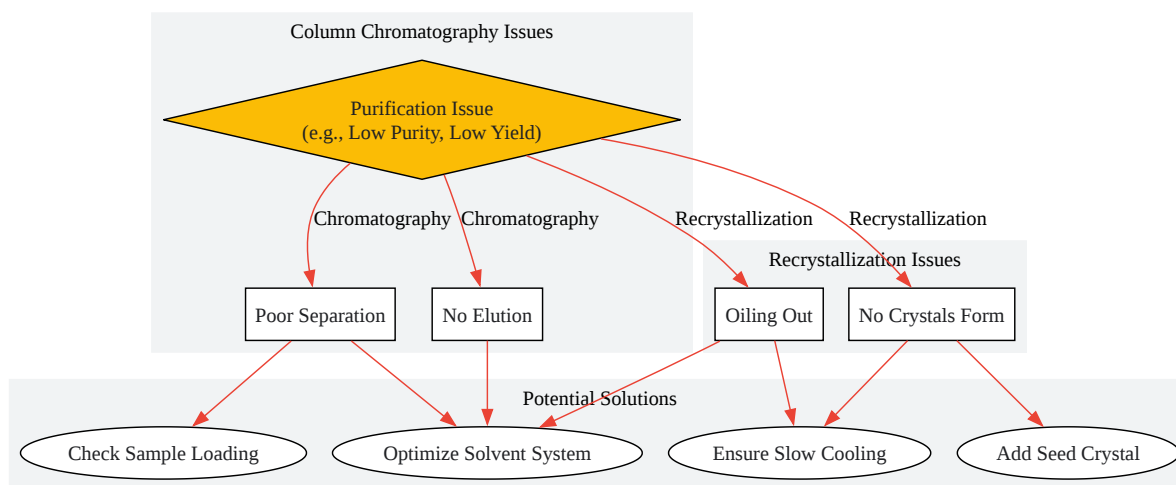 Column Chromatography Issues
Purification Issue
(e.g., Low Purity, Low Yield)
Chromatography
Chromatography
Recrystallization
Recrystallization
Recrystallization Issues
Poor Separation
No Elution
Oiling Out
No Crystals Form
Potential Solutions
Check Sample Loading
Optimize Solvent System
Ensure Slow Cooling
Add Seed Crystal